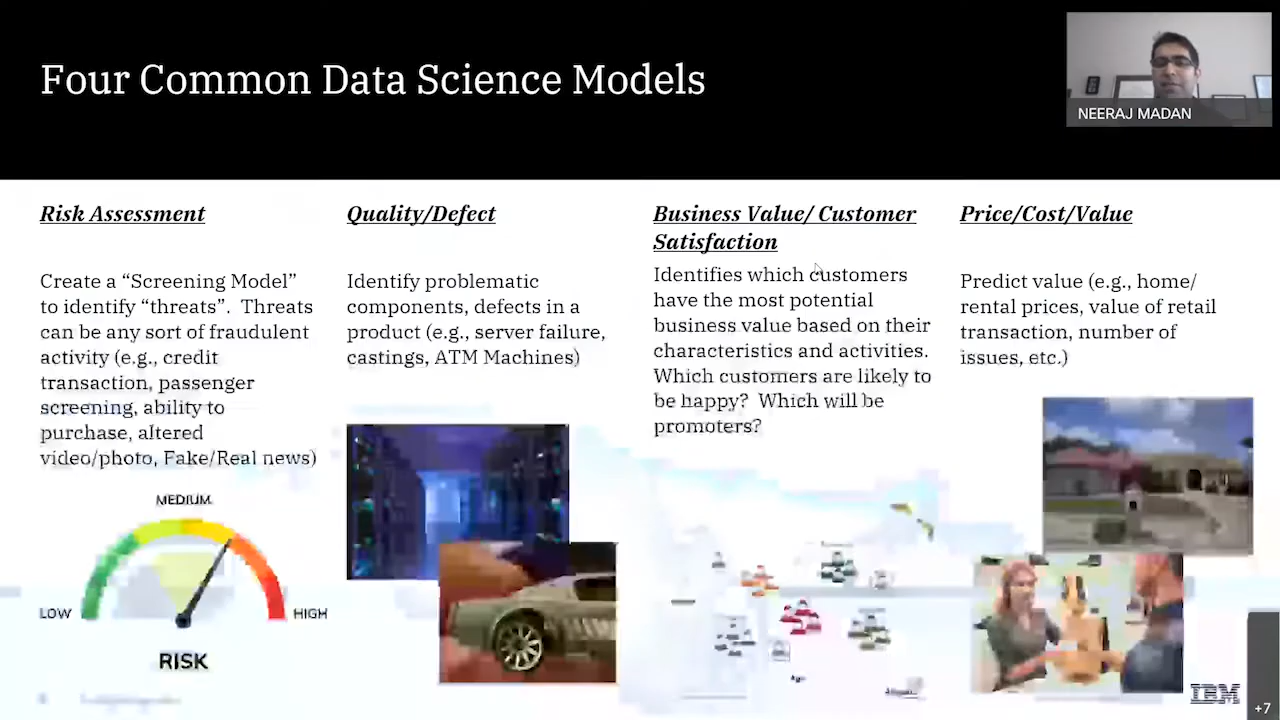 Four Common Data Science Models
NEERAJ MADAN
Risk Assessment
Create a “Screening Model”
to identify “threats”.  Threats
can be any sort of fraudulent
activity (e.g., credit
transaction, passenger
screening, ability to
purchase, altered
video/photo, Fake/Real news)
MEDIUM
LOW
HIGH
RISK
Quality/Defect
Identify problematic
components, defects in a
product (e.g., server failure,
castings, ATM Machines)
Business Value/ Customer
Satisfaction
Identifies which customers
have the most potential
business value based on their
characteristics and activities.
Which customers are likely to
be happy?  Which will be
promoters?
Age
Price/Cost/Value
Predict value (e.g., home/
rental prices, value of retail
transaction, number of
issues, etc.)
IBM
+7